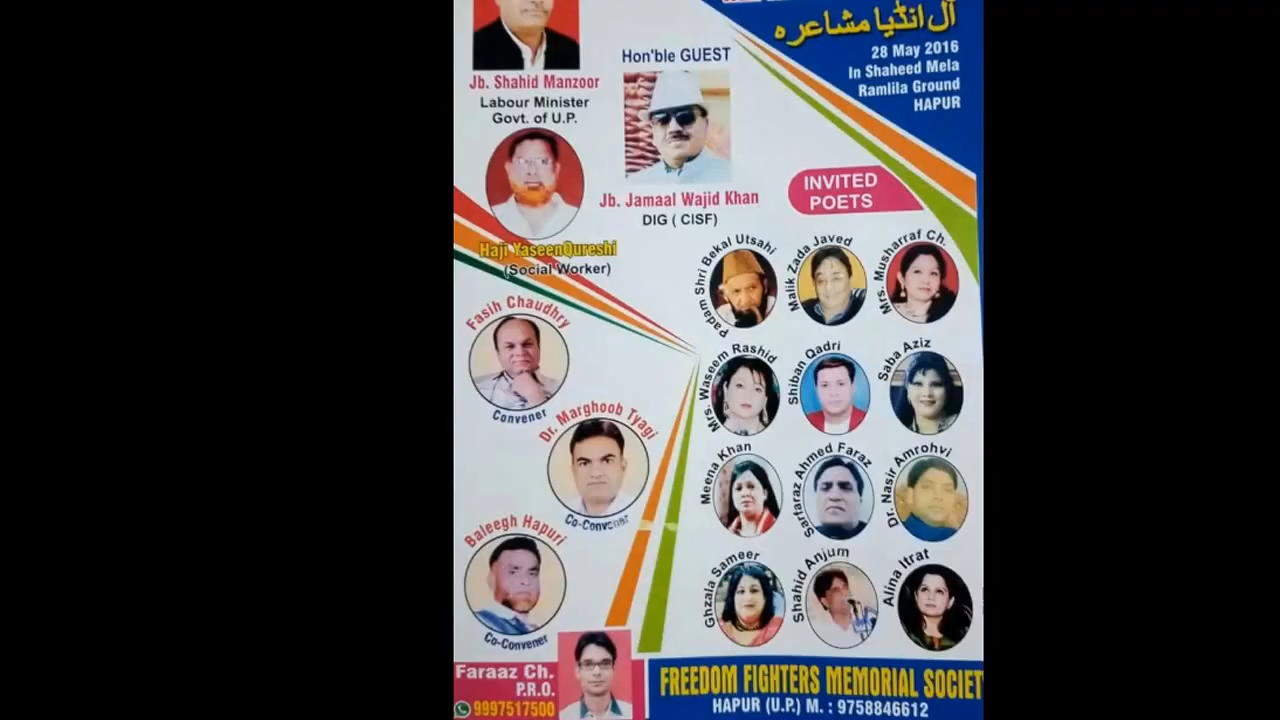 آل انڈیا مشاعرہ
28 May 2016
In Shaheed Mela
Ramlila Ground
HAPUR
Jb. Shahid Manzoor
Labour Minister
Govt. of U.P.
Hon'ble GUEST
Jb. Jamaal Wajid Khan
DIG ( CISF)
Haji YaseenQureshi
(Social Worker)
INVITED
POETS
Padam Shri Bekal Utsahi
Malik Zada Javed
Mrs. Musharraf Ch.
Fasih Chaudhry
Convener
Mrs. Waseem Rashid
Shiban Qadri
Saba Aziz
Dr. Marghoob Tyagi
Co-Convener
Meena Khan
Sarfaraz Ahmed Faraz
Dr. Nasir Amrohvi
Baleegh Hapuri
Co-Convener
Ghzala Sameer
Shahid Anjum
Alina Itrat
Faraaz Ch.
P.R.O.
9997517500
FREEDOM FIGHTERS MEMORIAL SOCIET
HAPUR (U.P.) M. : 9758846612